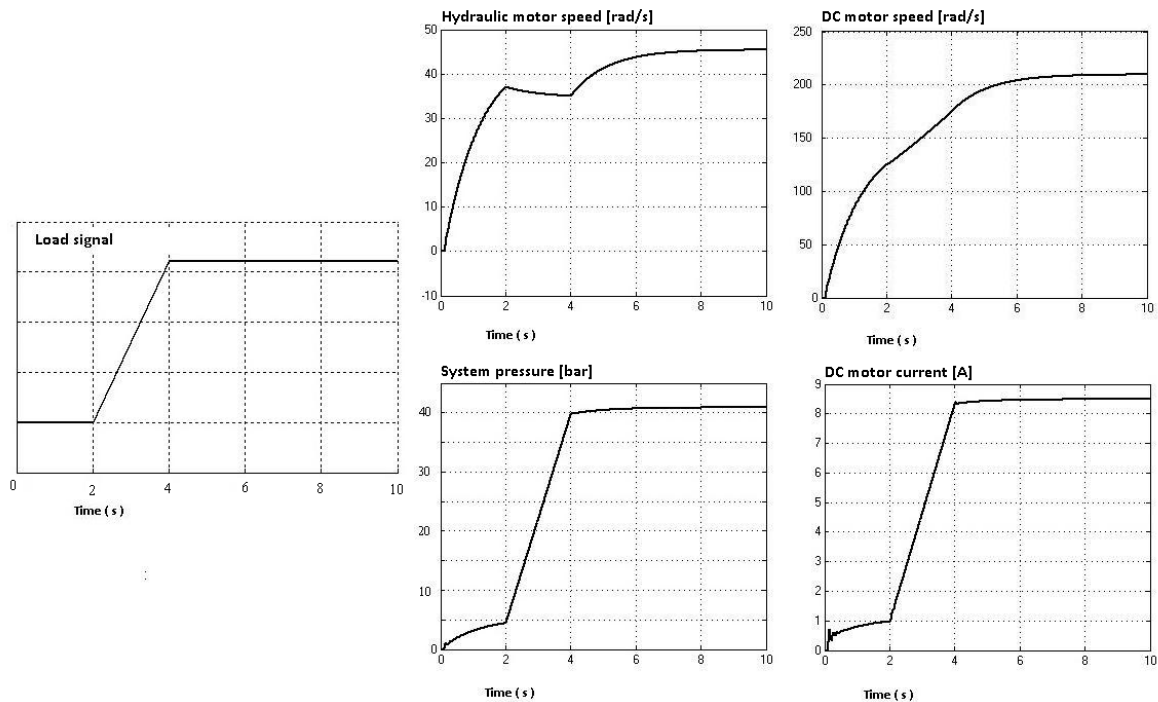 Hydraulic motor speed [rad/s]
50
40
30
20
10
0
-10
0 2 4 6 8 10
Time ( s )
DC motor speed [rad/s]
250
200
150
100
50
0
0 2 4 6 8 10
Time ( s )
Load signal
0 2 4 6 8 10
Time ( s )
System pressure [bar]
40
30
20
10
5
0
0 2 4 6 8 10
Time ( s )
DC motor current [A]
9
8
7
6
5
4
3
2
1
0
0 2 4 6 8 10
Time ( s )
: